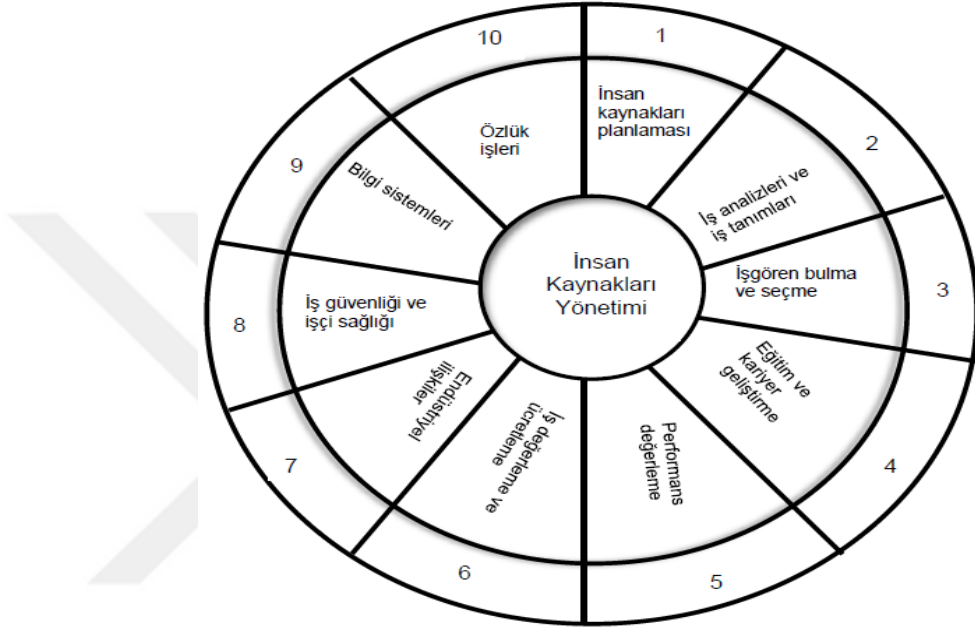 10
1
2
3
4
5
6
7
8
9
İnsan
kaynakları
planlaması
İş analizleri ve
iş tanımları
İşgören bulma
ve seçme
Eğitim ve
kariyer
geliştirme
Performans
değerleme
İş değerleme ve
ücretleme
Endüstriyel
ilişkiler
İş güvenliği ve
işçi sağlığı
Bilgi sistemleri
Özlük
işleri
İnsan
Kaynakları
Yönetimi